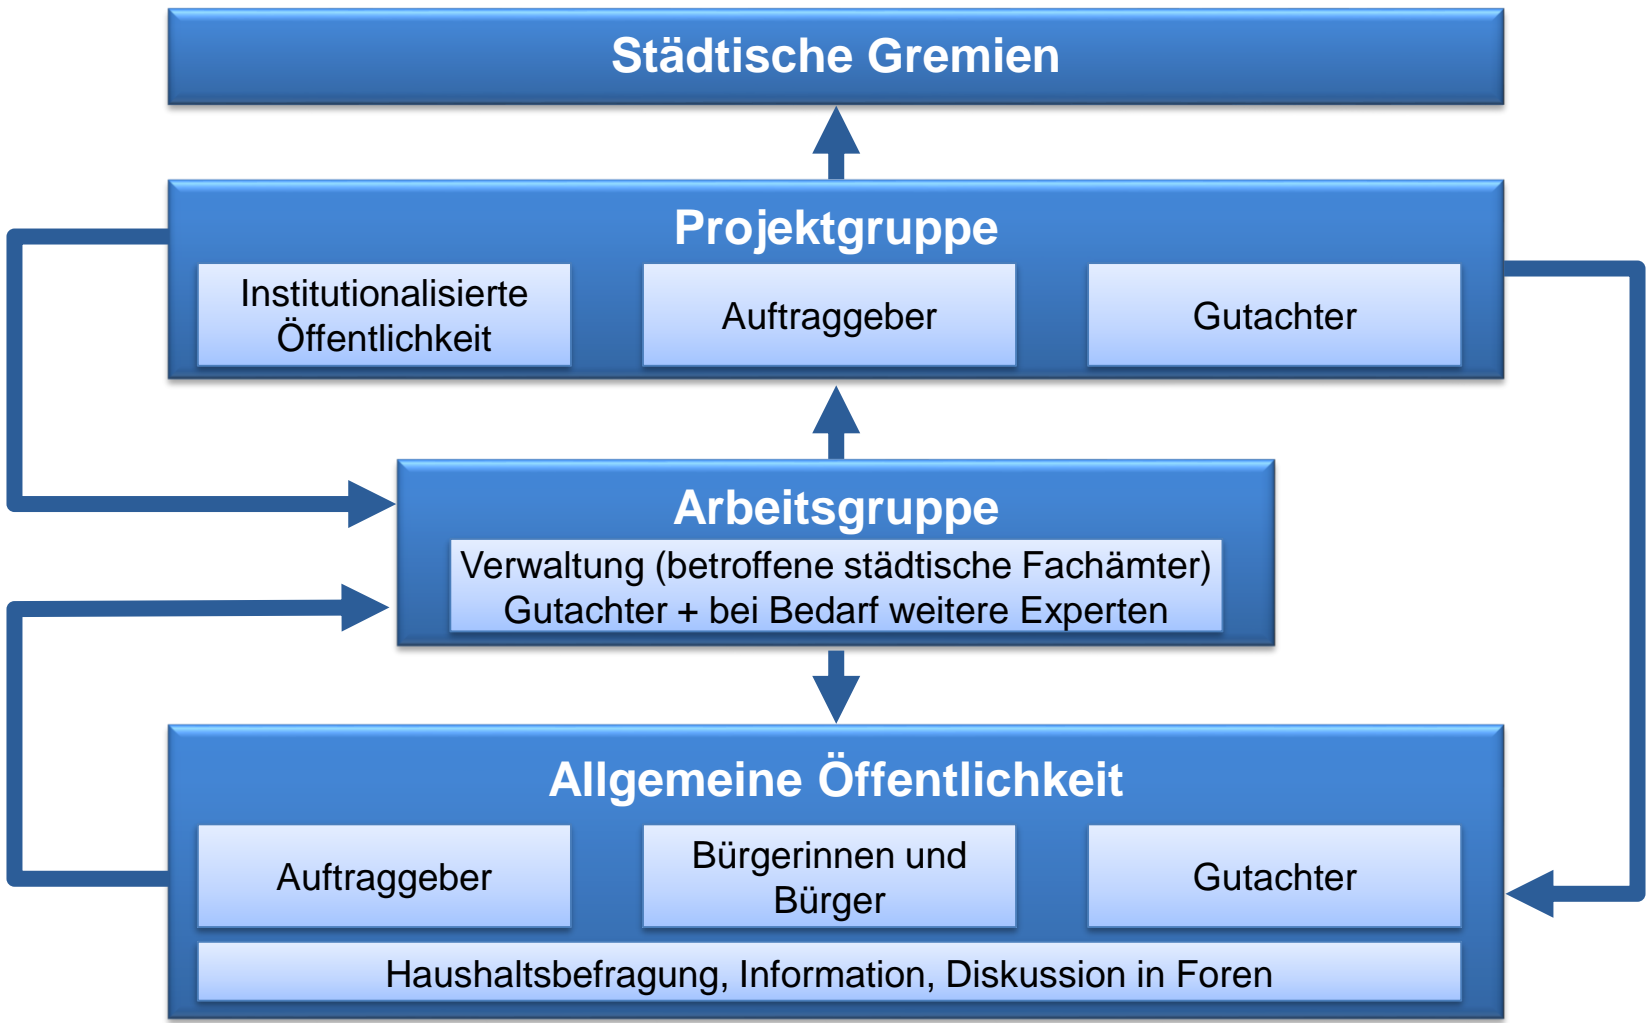 Städtische Gremien
Projektgruppe
Institutionalisierte
Öffentlichkeit
Auftraggeber
Gutachter
Arbeitsgruppe
Verwaltung (betroffene städtische Fachämter)
Gutachter + bei Bedarf weitere Experten
Allgemeine Öffentlichkeit
Auftraggeber
Bürgerinnen und
Bürger
Gutachter
Haushaltsbefragung, Information, Diskussion in Foren